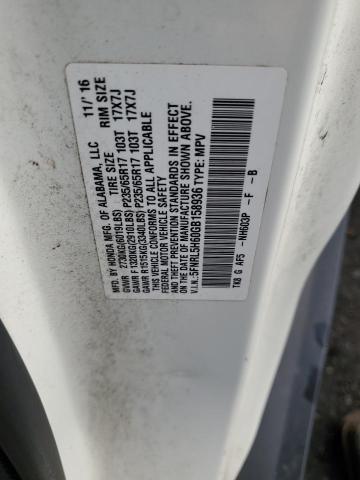 MFD. BY HONDA MFG. OF ALABAMA, LLC 11/'16
TIRE SIZE RIM SIZE
GVWR 2730KG(6019LBS)
GAWR F 1320KG(2910LBS) P235/65R17 103T 17X7J
GAWR R1515KG(3340LBS) P235/65R17 103T 17X7J
THIS VEHICLE CONFORMS TO ALL APPLICABLE
FEDERAL MOTOR VEHICLE SAFETY
AND THEFT PREVENTION STANDARDS IN EFFECT
ON THE DATE OF MANUFACTURE SHOWN ABOVE.
V.I.N.:5FNRL5H60GB158936 TYPE: MPV
TK8 G AF5 -NH603P -F -B